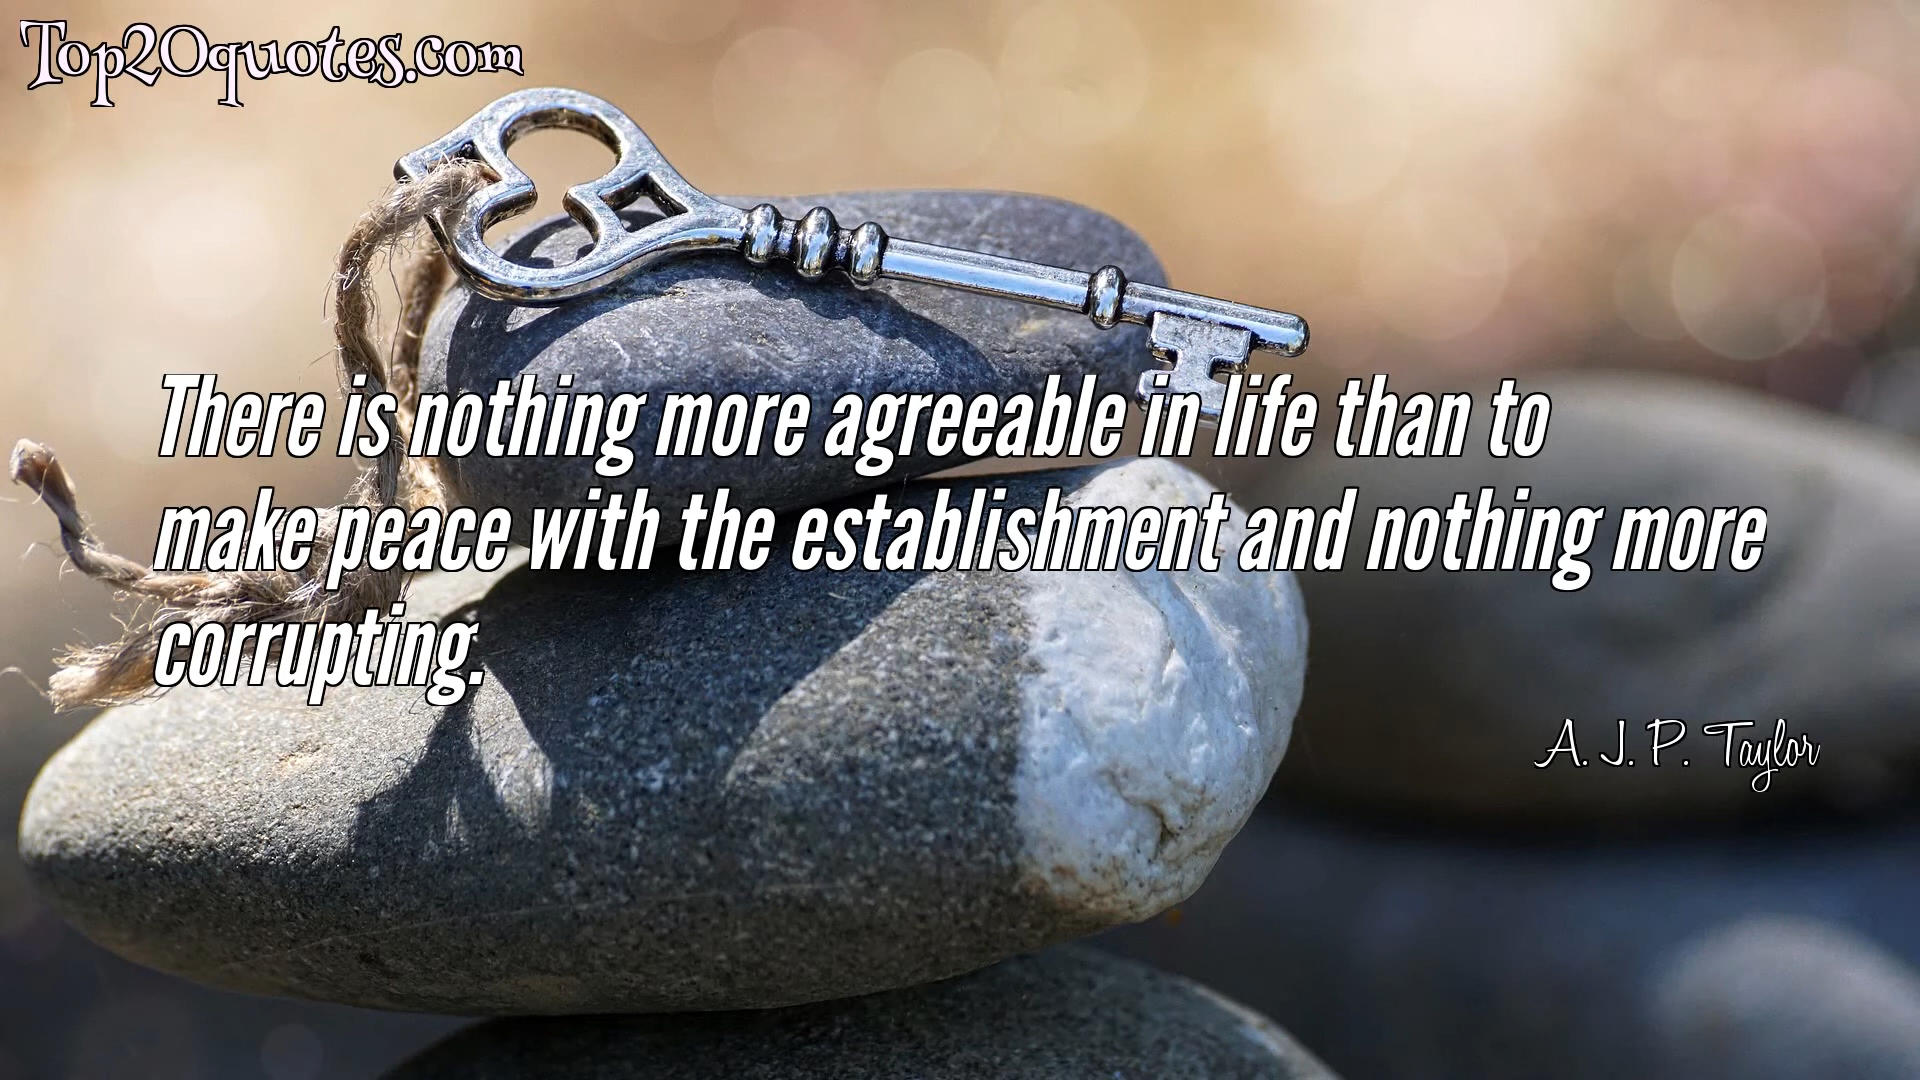 Top20quotes.com
There is nothing more agreeable in life than to
make peace with the establishment and nothing more
corrupting.
A. J. P. Taylor